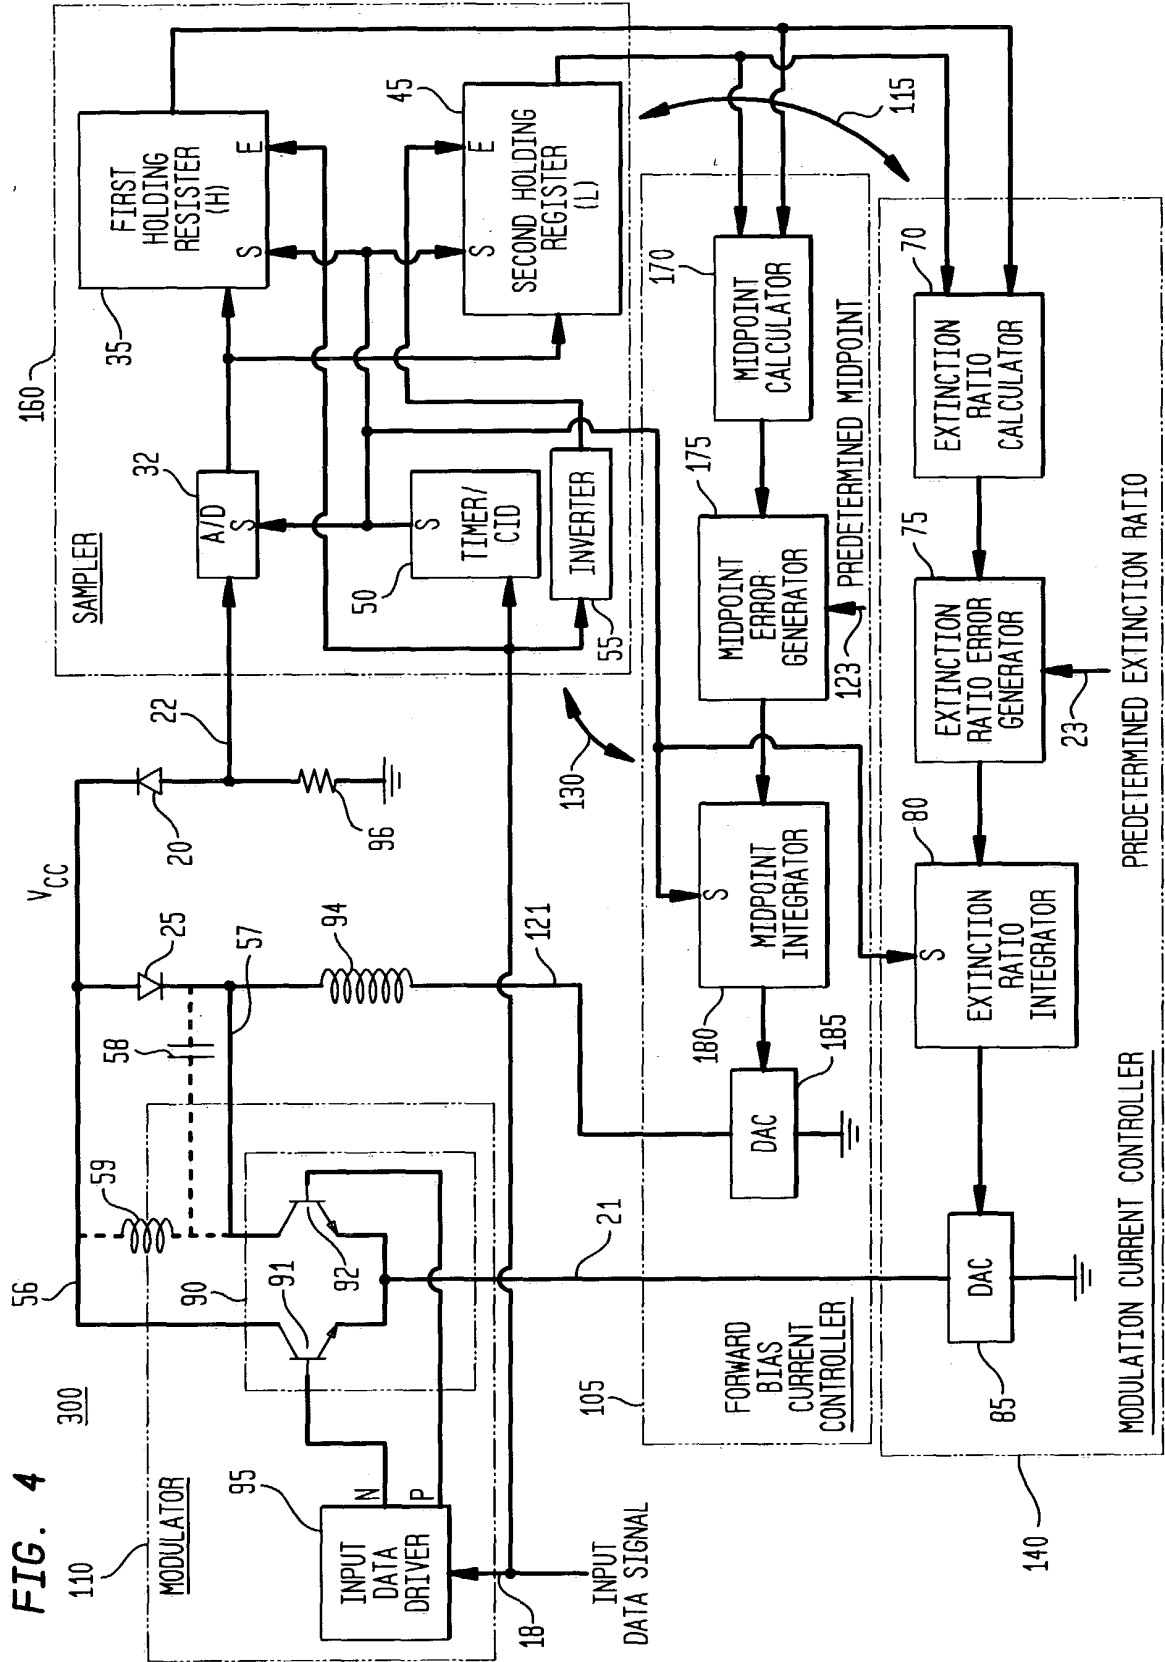 FIG. 4
300
110
MODULATOR
95
INPUT
DATA
DRIVER
N
P
18
INPUT
DATA SIGNAL
56
59
90
91
92
58
57
25
94
121
21
VCC
20
96
22
130
160
SAMPLER
32
A/D
S
35
FIRST
HOLDING
RESISTER
(H)
S
E
45
SECOND HOLDING
REGISTER
(L)
S
E
50
TIMER/
CID
S
55
INVERTER
115
105
FORWARD
BIAS
CURRENT
CONTROLLER
170
MIDPOINT
CALCULATOR
175
MIDPOINT
ERROR
GENERATOR
123
PREDETERMINED MIDPOINT
180
MIDPOINT
INTEGRATOR
S
185
DAC
140
MODULATION CURRENT CONTROLLER
70
EXTINCTION
RATIO
CALCULATOR
75
EXTINCTION
RATIO ERROR
GENERATOR
23
PREDETERMINED EXTINCTION RATIO
80
EXTINCTION
RATIO
INTEGRATOR
S
85
DAC